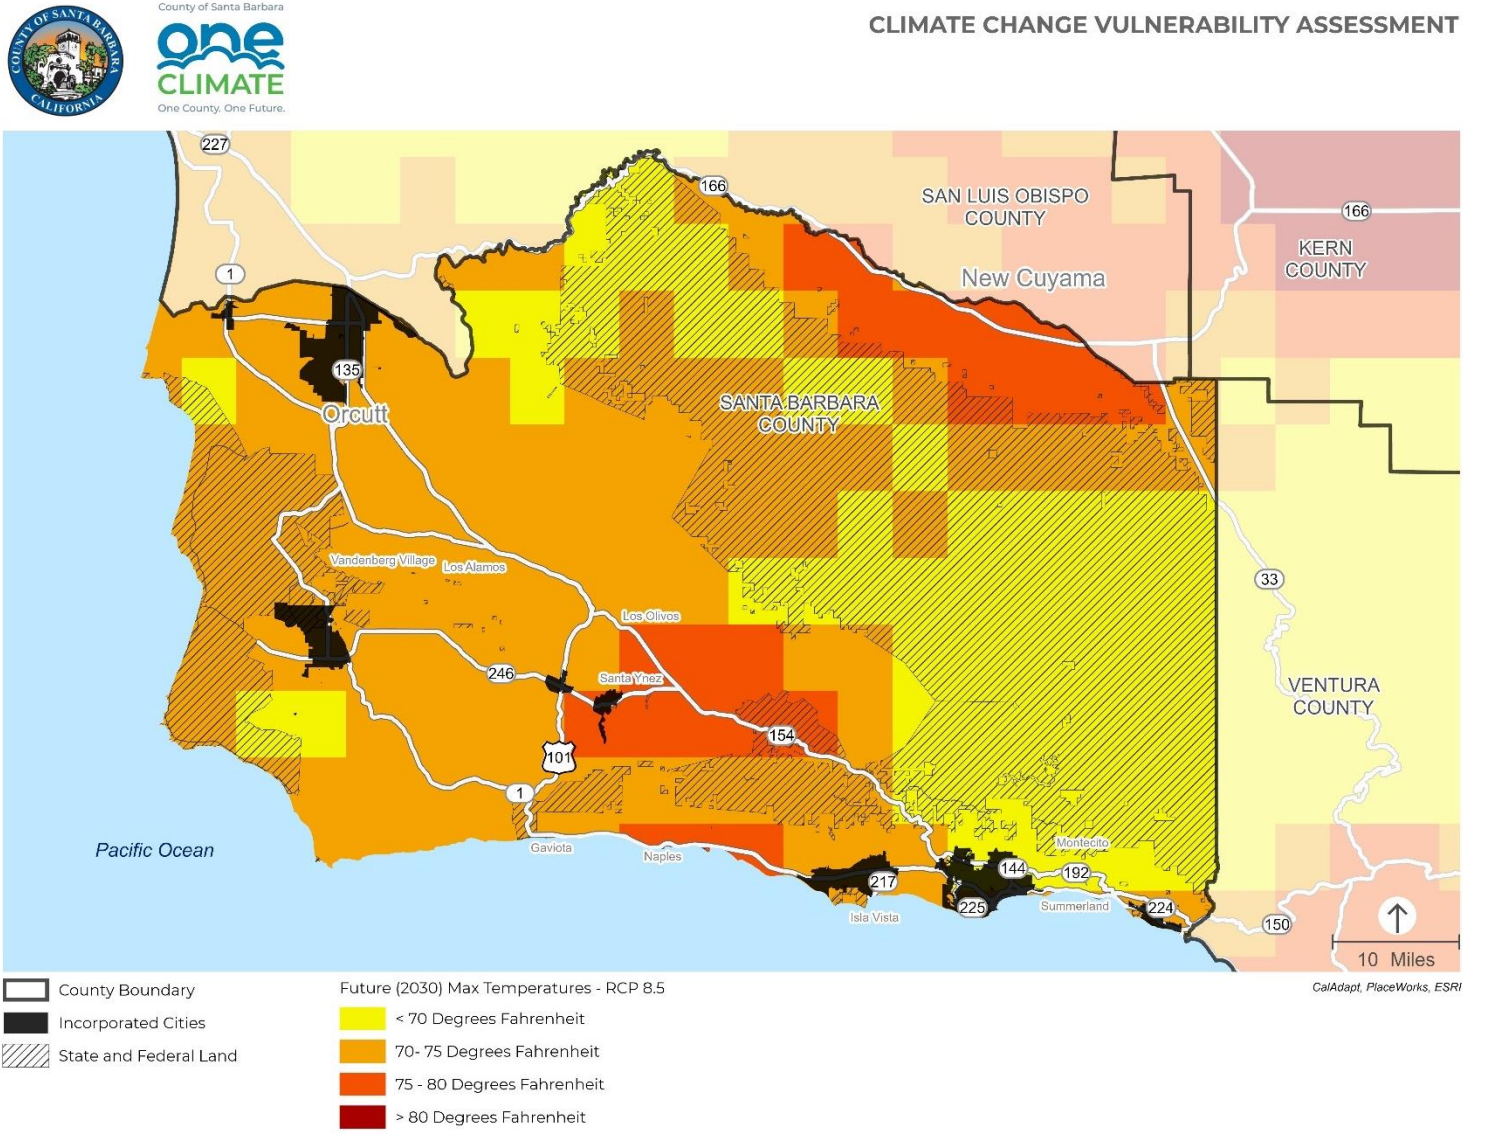 COUNTY OF SANTA BARBARA
CALIFORNIA
County of Santa Barbara
one
CLIMATE
One County. One Future.
CLIMATE CHANGE VULNERABILITY ASSESSMENT
227
166
SAN LUIS OBISPO
COUNTY
166
KERN
COUNTY
1
New Cuyama
135
Orcutt
SANTA BARBARA
COUNTY
Vandenberg Village
Los Alamos
33
Los Olivos
246
Santa Ynez
VENTURA
COUNTY
154
101
1
Pacific Ocean
Gaviota
Naples
Montecito
144
192
217
225
Summerland
224
Isla Vista
150
10 Miles
CalAdapt, PlaceWorks, ESRI
County Boundary
Incorporated Cities
State and Federal Land
Future (2030) Max Temperatures - RCP 8.5
< 70 Degrees Fahrenheit
70- 75 Degrees Fahrenheit
75 - 80 Degrees Fahrenheit
> 80 Degrees Fahrenheit